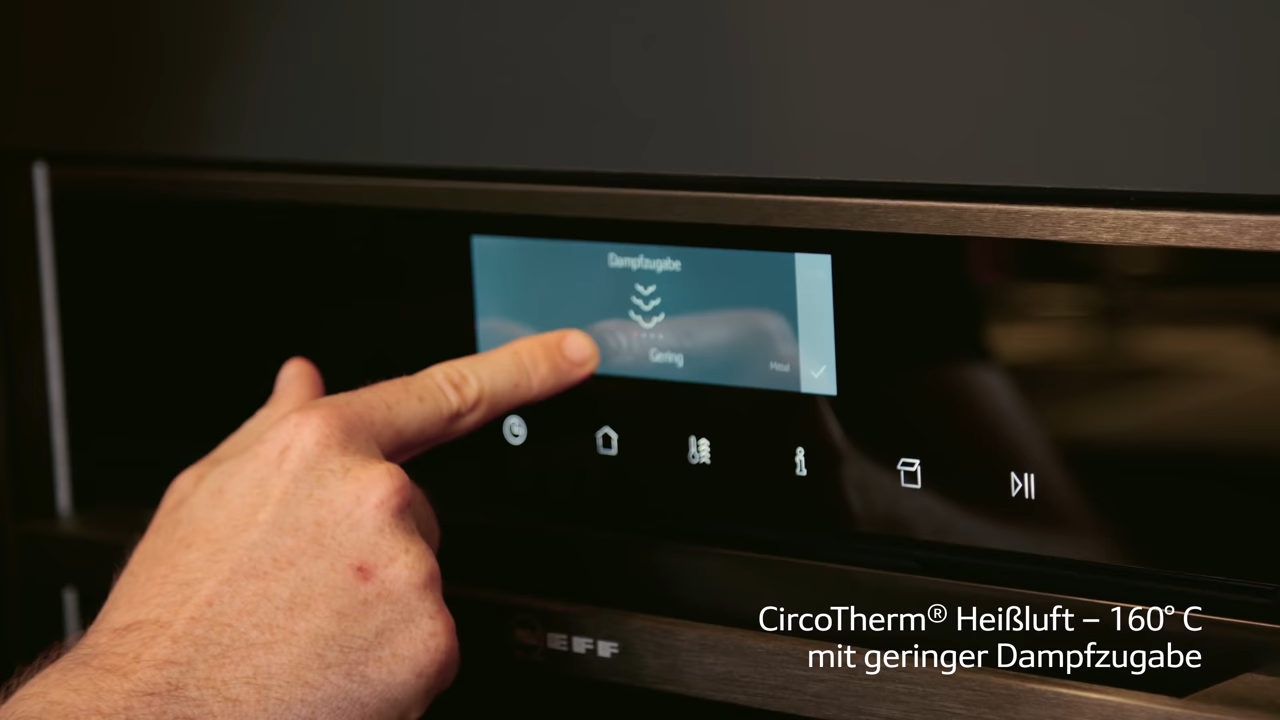 Dampfzugabe
Gering
Mittel
NEFF
CircoTherm® Heißluft – 160° C
mit geringer Dampfzugabe